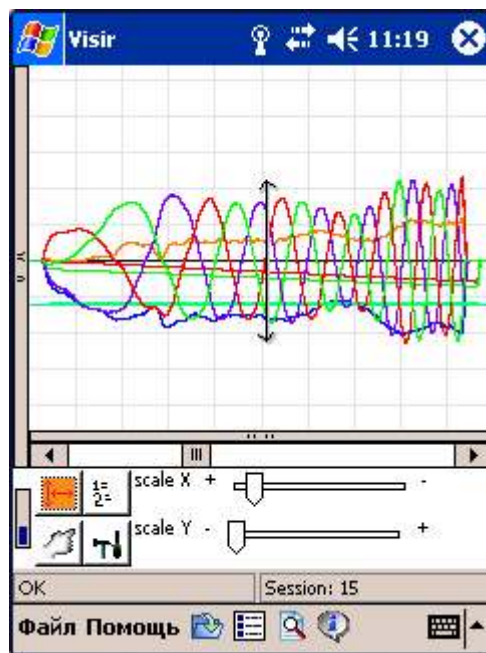 Visir 11:19
1=
2=
scale X + -
scale Y - +
OK Session: 15
Файл Помощь